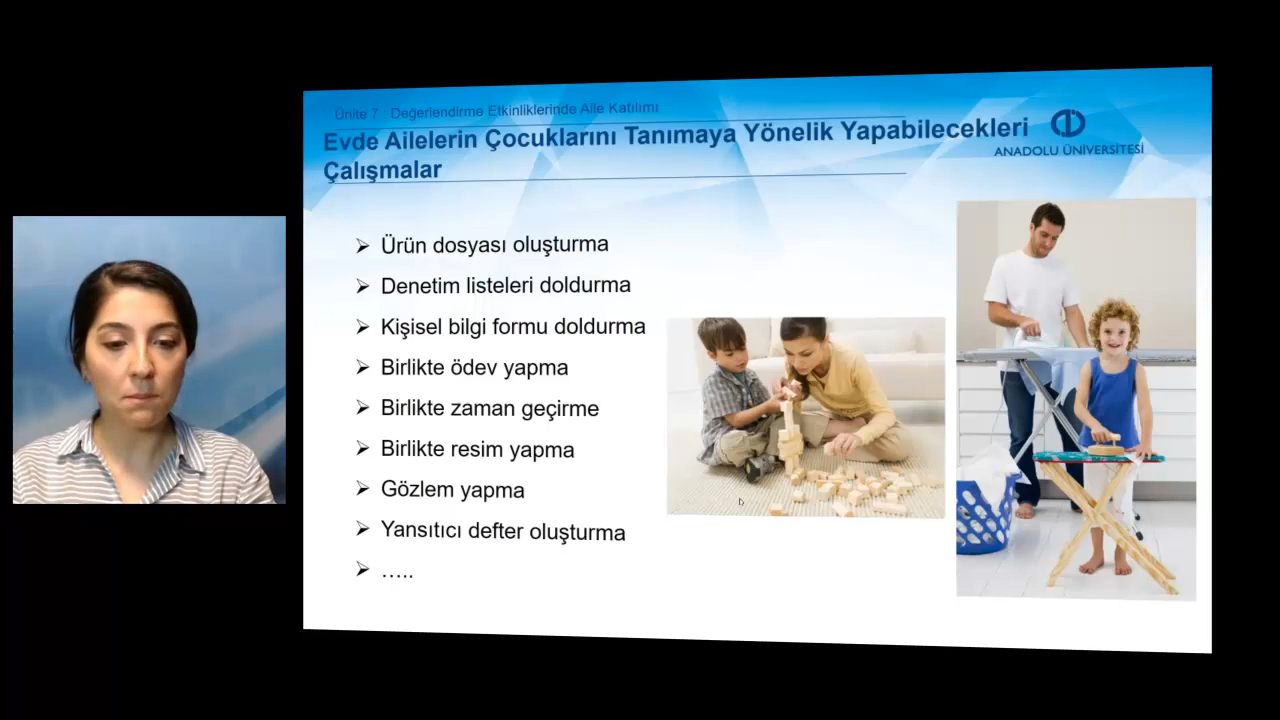 Ünite 7 : Değerlendirme Etkinliklerinde Aile Katılımı
Evde Ailelerin Çocuklarını Tanımaya Yönelik Yapabilecekleri
Çalışmalar
ANADOLU ÜNİVERSİTESİ
Ürün dosyası oluşturma
Denetim listeleri doldurma
Kişisel bilgi formu doldurma
Birlikte ödev yapma
Birlikte zaman geçirme
Birlikte resim yapma
Gözlem yapma
Yansıtıcı defter oluşturma
…..